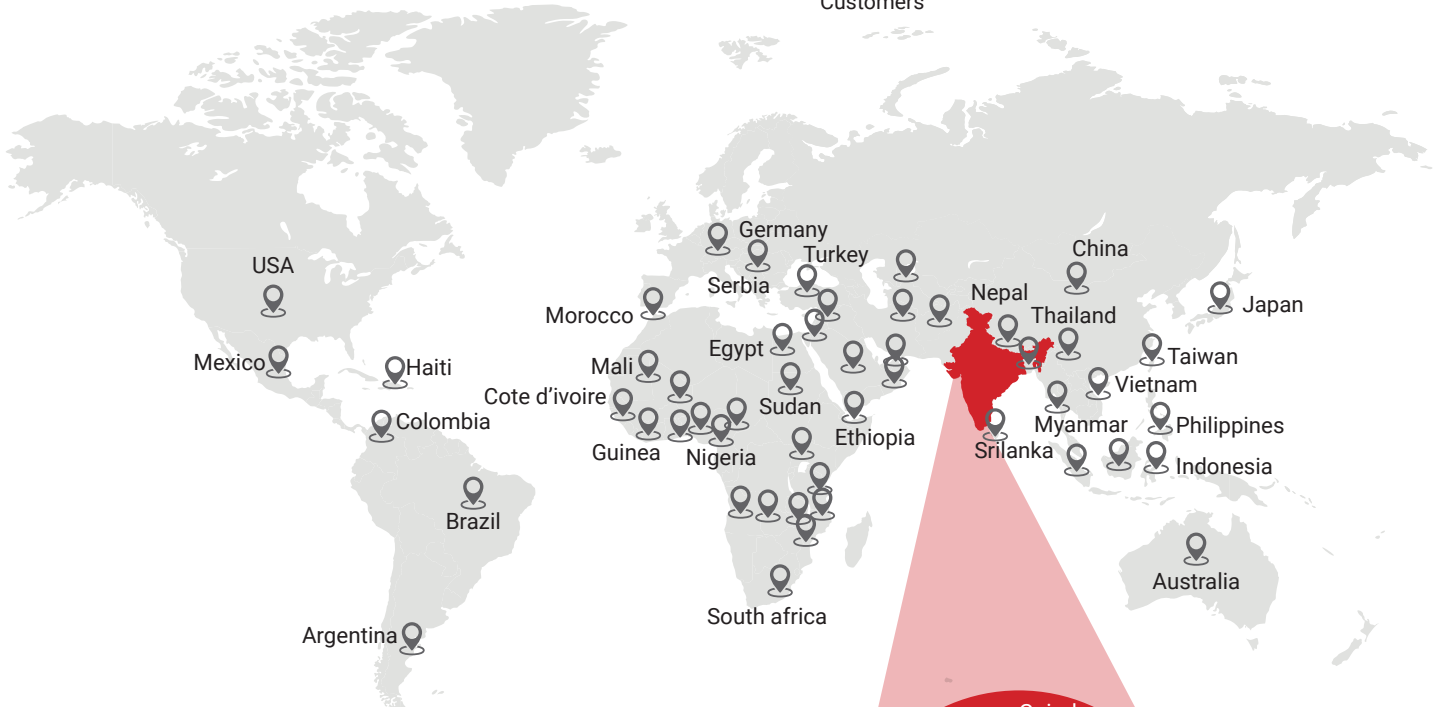 Customers
Germany
Turkey
China
USA
Serbia
Nepal
Japan
Morocco
Thailand
Egypt
Taiwan
Mexico
Haiti
Mali
Vietnam
Cote d’ivoire
Sudan
Colombia
Myanmar
Philippines
Ethiopia
Guinea
Nigeria
Srilanka
Indonesia
Brazil
Australia
South africa
Argentina